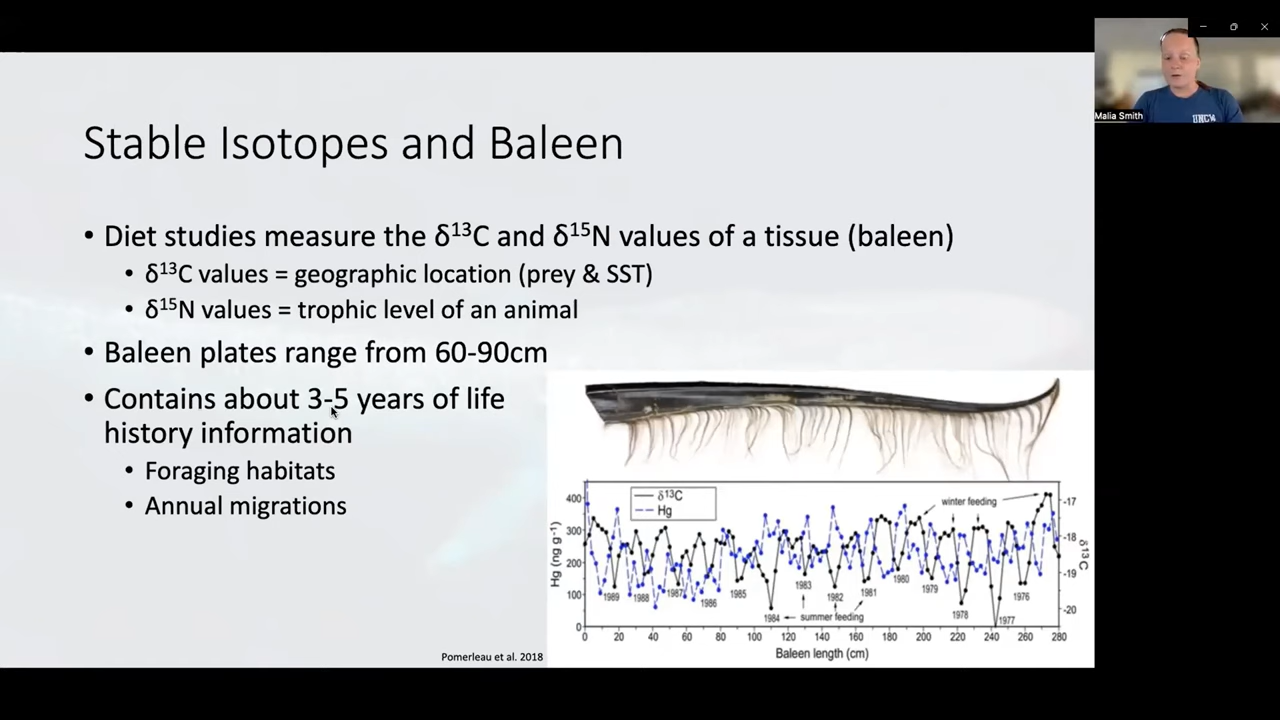 Stable Isotopes and Baleen
• Diet studies measure the δ¹³C and δ¹⁵N values of a tissue (baleen)
• δ¹³C values = geographic location (prey & SST)
• δ¹⁵N values = trophic level of an animal
• Baleen plates range from 60-90cm
• Contains about 3-5 years of life
history information
• Foraging habitats
• Annual migrations
Pomerleau et al. 2018
Malia Smith
UNCW
δ¹³C
Hg
winter feeding
summer feeding
Hg (ng g⁻¹)
400
300
200
100
0
-17
-18
-19
-20
δ¹³C
1989
1988
1987
1986
1985
1984
1983
1982
1981
1980
1979
1978
1977
1976
0 20 40 60 80 100 120 140 160 180 200 220 240 260 280
Baleen length (cm)